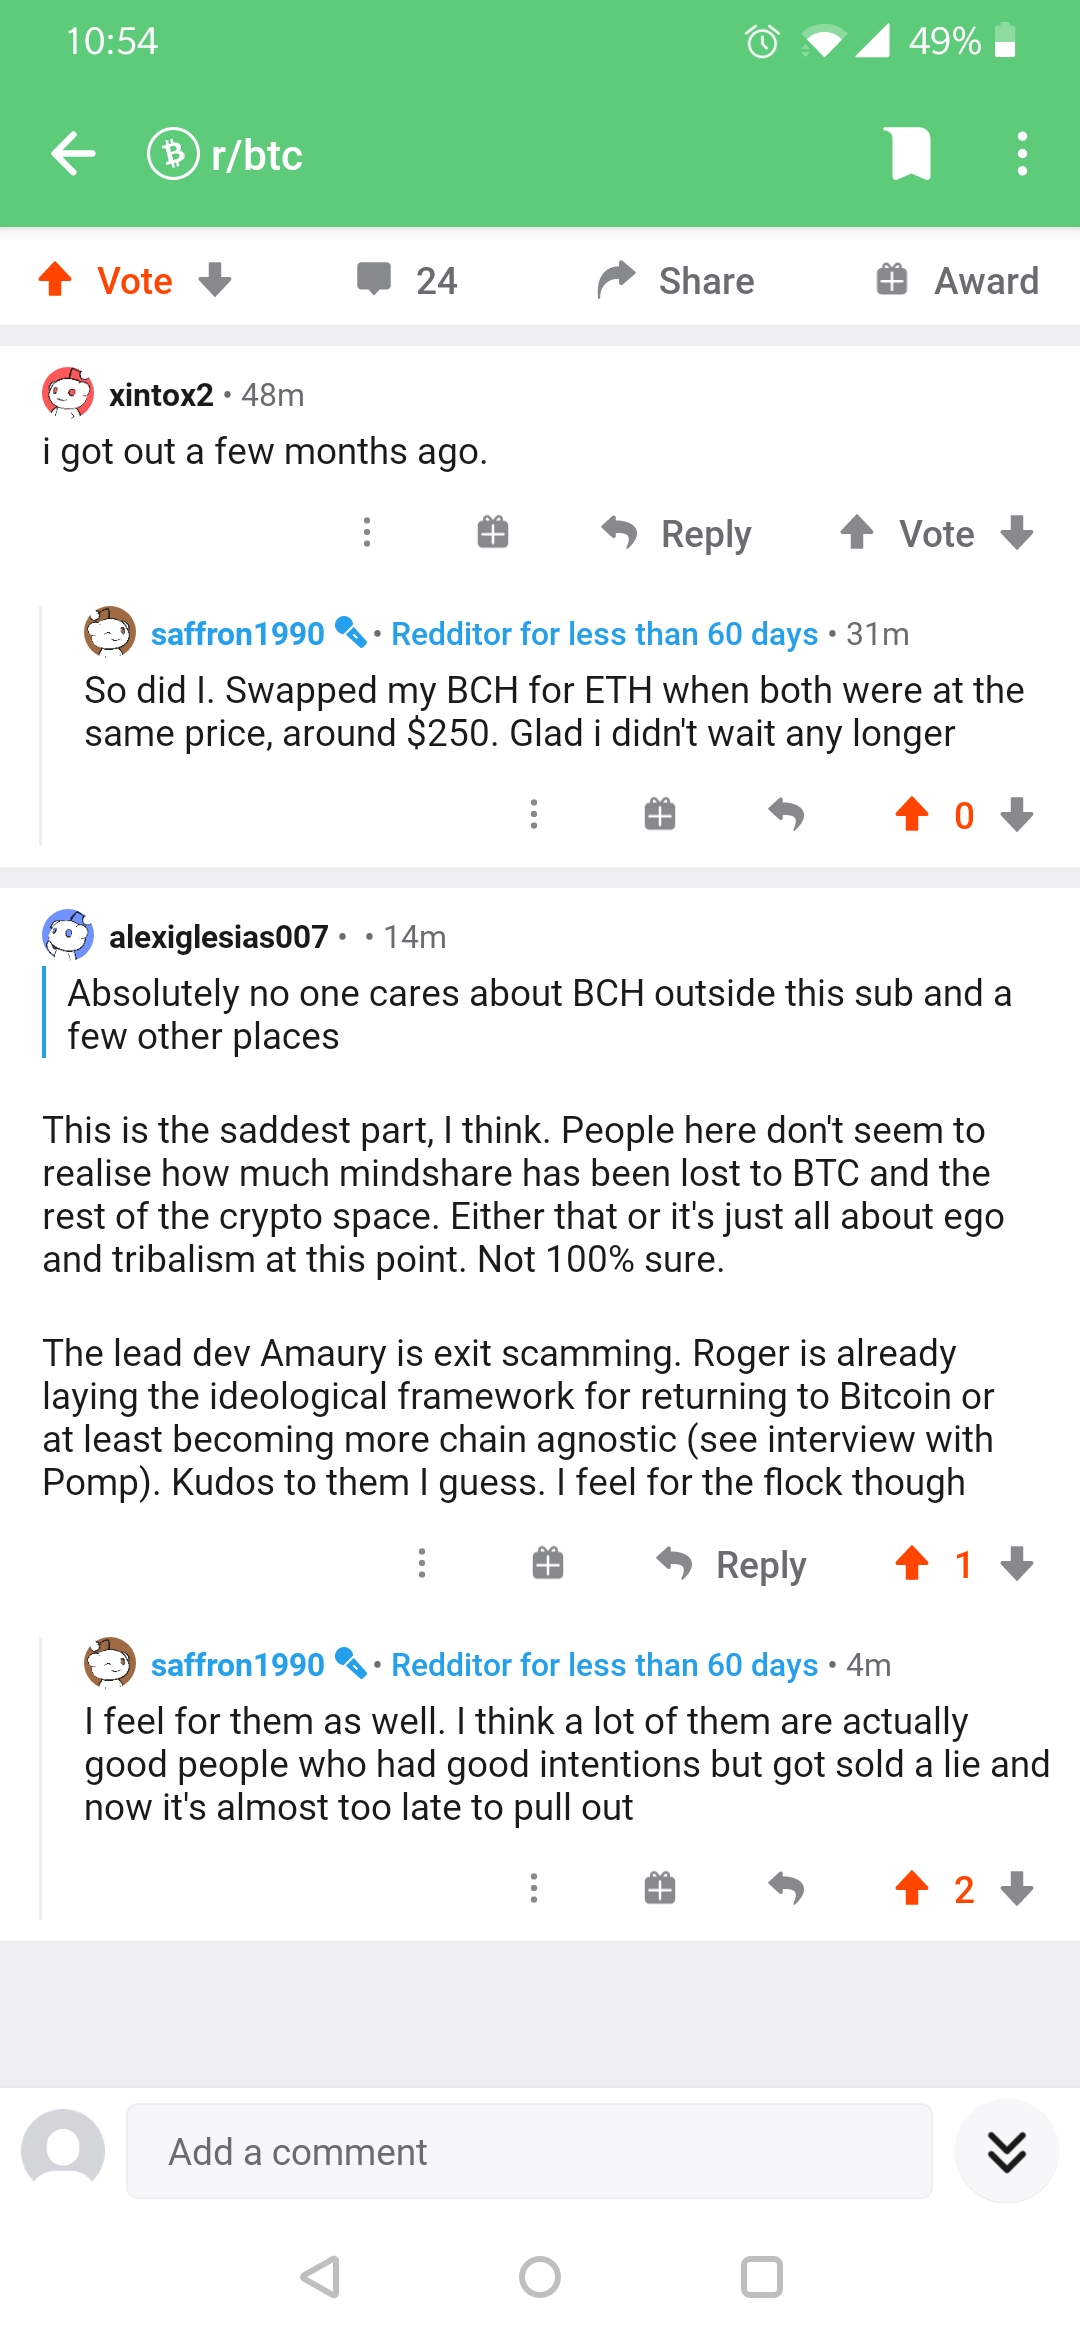 10:54
49%
r/btc
Vote
24
Share
Award
xintox2 • 48m
i got out a few months ago.
Reply
Vote
saffron1990 • Redditor for less than 60 days • 31m
So did I. Swapped my BCH for ETH when both were at the
same price, around $250. Glad i didn't wait any longer
0
alexiglesias007 • • 14m
Absolutely no one cares about BCH outside this sub and a
few other places
This is the saddest part, I think. People here don't seem to
realise how much mindshare has been lost to BTC and the
rest of the crypto space. Either that or it's just all about ego
and tribalism at this point. Not 100% sure.
The lead dev Amaury is exit scamming. Roger is already
laying the ideological framework for returning to Bitcoin or
at least becoming more chain agnostic (see interview with
Pomp). Kudos to them I guess. I feel for the flock though
Reply
1
saffron1990 • Redditor for less than 60 days • 4m
I feel for them as well. I think a lot of them are actually
good people who had good intentions but got sold a lie and
now it's almost too late to pull out
2
Add a comment